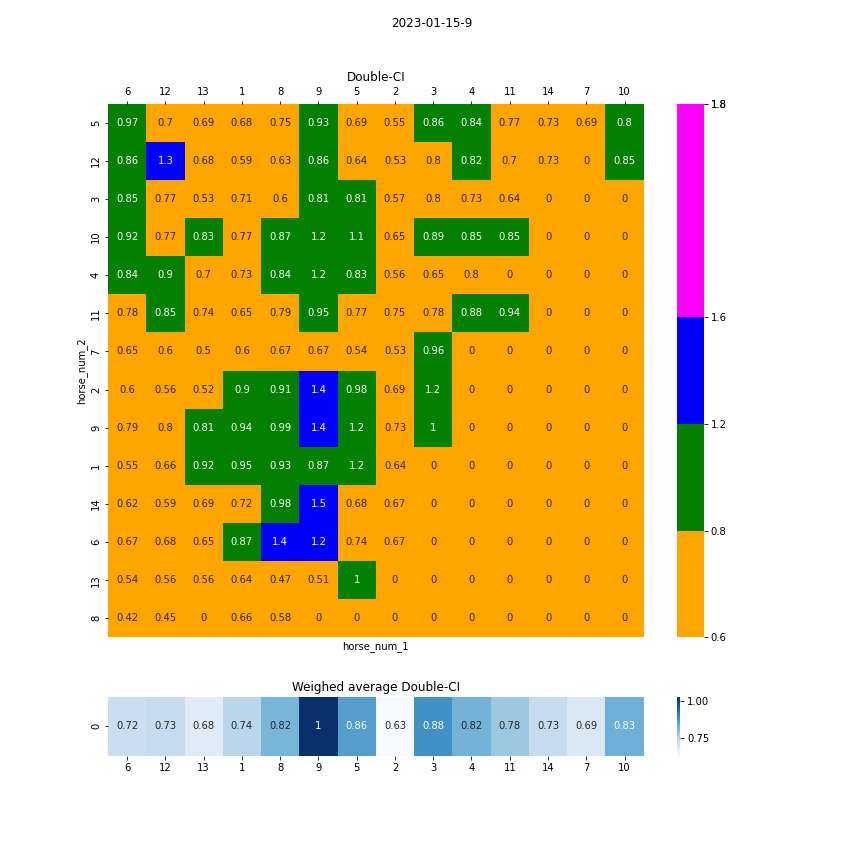 2023-01-15-9
Double-CI
6 12 13 1 8 9 5 2 3 4 11 14 7 10
5 0.97 0.7 0.69 0.68 0.75 0.93 0.69 0.55 0.86 0.84 0.77 0.73 0.69 0.8
12 0.86 1.3 0.68 0.59 0.63 0.86 0.64 0.53 0.8 0.82 0.7 0.73 0 0.85
3 0.85 0.77 0.53 0.71 0.6 0.81 0.81 0.57 0.8 0.73 0.64 0 0 0
10 0.92 0.77 0.83 0.77 0.87 1.2 1.1 0.65 0.89 0.85 0.85 0 0 0
4 0.84 0.9 0.7 0.73 0.84 1.2 0.83 0.56 0.65 0.8 0 0 0 0
11 0.78 0.85 0.74 0.65 0.79 0.95 0.77 0.75 0.78 0.88 0.94 0 0 0
7 0.65 0.6 0.5 0.6 0.67 0.67 0.54 0.53 0.96 0 0 0 0 0
2 0.6 0.56 0.52 0.9 0.91 1.4 0.98 0.69 1.2 0 0 0 0 0
9 0.79 0.8 0.81 0.94 0.99 1.4 1.2 0.73 1 0 0 0 0 0
1 0.55 0.66 0.92 0.95 0.93 0.87 1.2 0.64 0 0 0 0 0 0
14 0.62 0.59 0.69 0.72 0.98 1.5 0.68 0.67 0 0 0 0 0 0
6 0.67 0.68 0.65 0.87 1.4 1.2 0.74 0.67 0 0 0 0 0 0
13 0.54 0.56 0.56 0.64 0.47 0.51 1 0 0 0 0 0 0 0
8 0.42 0.45 0 0.66 0.58 0 0 0 0 0 0 0 0 0
horse_num_2
horse_num_1
1.8
1.6
1.2
0.8
0.6
Weighed average Double-CI
0 0.72 0.73 0.68 0.74 0.82 1 0.86 0.63 0.88 0.82 0.78 0.73 0.69 0.83
6 12 13 1 8 9 5 2 3 4 11 14 7 10
1.00
0.75